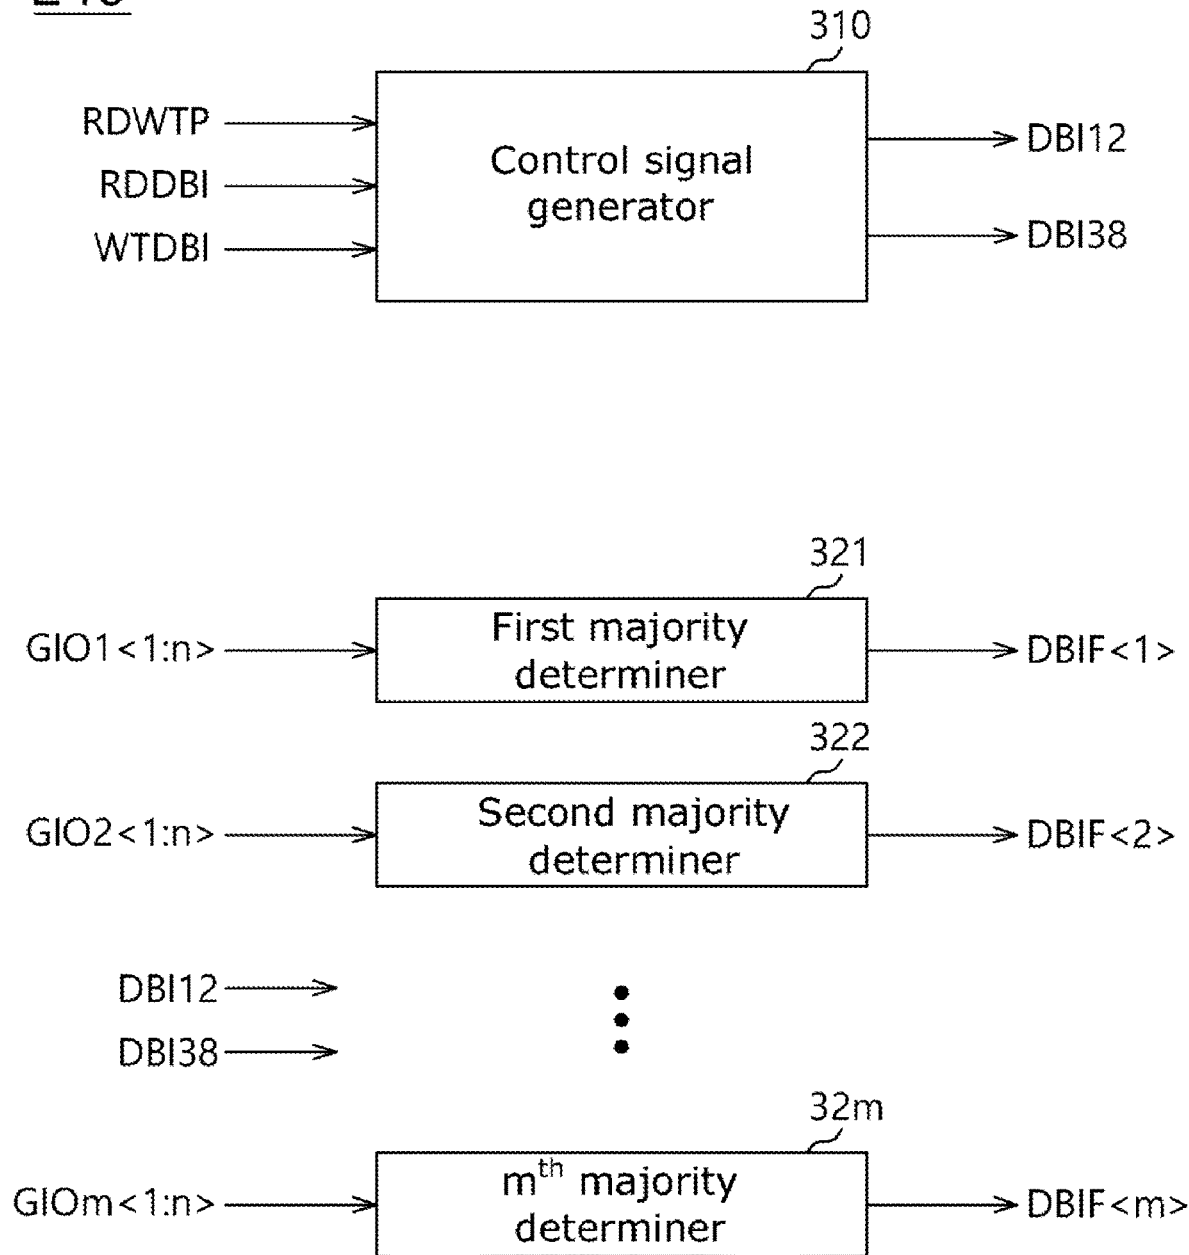 310
RDWTP
RDDBI
WTDBI
Control signal
generator
DBI12
DBI38
321
GIO1<1:n>
First majority
determiner
DBIF<1>
322
GIO2<1:n>
Second majority
determiner
DBIF<2>
DBI12
DBI38
32m
GIOm<1:n>
mth majority
determiner
DBIF<m>